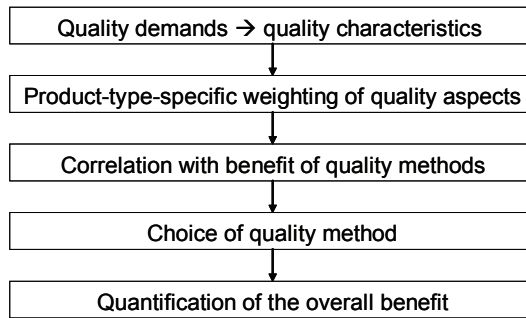 Quality demands → quality characteristics
Product-type-specific weighting of quality aspects
Correlation with benefit of quality methods
Choice of quality method
Quantification of the overall benefit